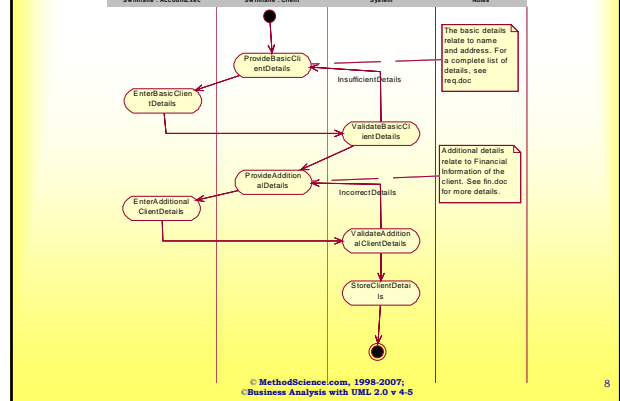 Swimlane : AccountExec
Swimlane : Client
System
Notes
The basic details
relate to name
and address. For
a complete list of
details, see
req.doc
ProvideBasicCli
entDetails
InsufficientDetails
EnterBasicClien
tDetails
ValidateBasicCl
ientDetails
Additional details
relate to Financial
Information of the
client. See fin.doc
for more details.
ProvideAddition
alDetails
IncorrectDetails
EnterAdditional
ClientDetails
ValidateAddition
alClientDetails
StoreClientDetai
ls
© MethodScience.com, 1998-2007;
©Business Analysis with UML 2.0 v 4-5
8